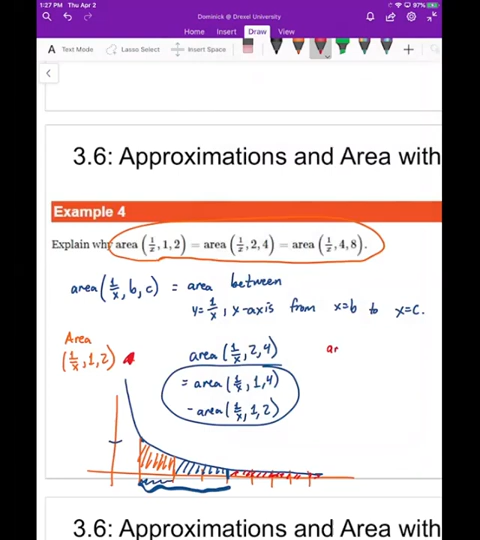 1:27 PM Thu Apr 2
97%
Dominick @ Drexel University
Home Insert Draw View
Text Mode Lasso Select Insert Space
3.6: Approximations and Area with
Example 4
Explain why area (1/x, 1, 2) = area (1/x, 2, 4) = area (1/x, 4, 8).
area (1/x, b, c) = area between
y = 1/x, x-axis from x=b to x=c.
Area
(1/x, 1, 2)
area (1/x, 2, 4)
= area (1/x, 1, 4)
- area (1/x, 1, 2)
ar
3.6: Approximations and Area with